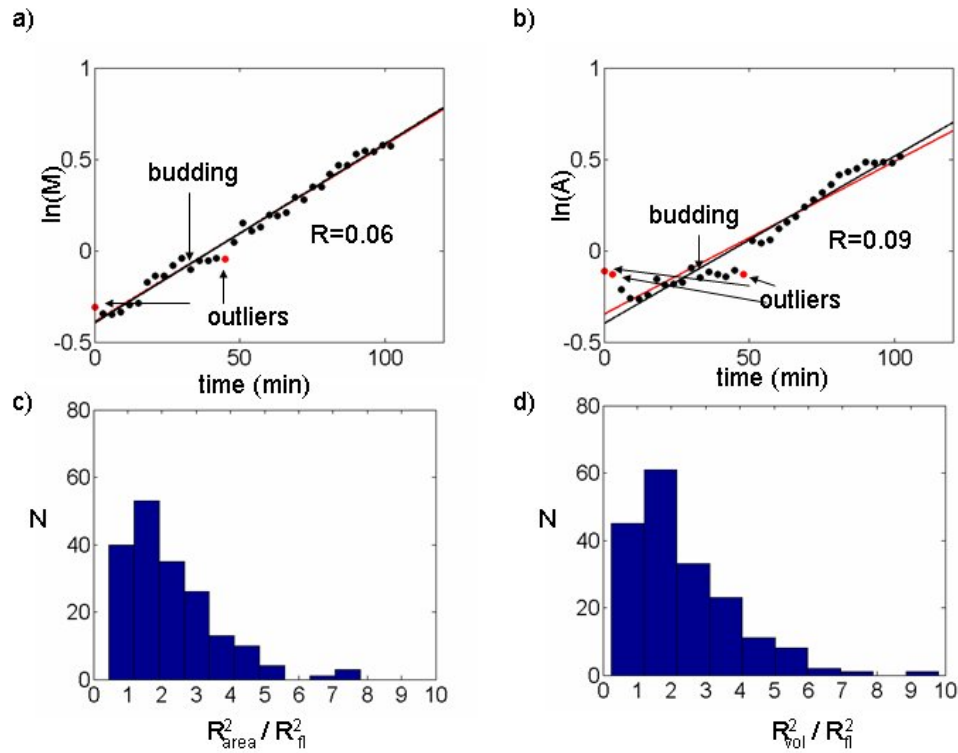 a)
1
0.5
0
-0.5
ln(M)
budding
R=0.06
outliers
0
50
100
time (min)
b)
1
0.5
0
-0.5
ln(A)
budding
R=0.09
outliers
0
50
100
time (min)
c)
80
60
40
20
0
N
0 1 2 3 4 5 6 7 8 9 10
R²area / R²fl
d)
80
60
40
20
0
N
0 1 2 3 4 5 6 7 8 9 10
R²vol / R²fl